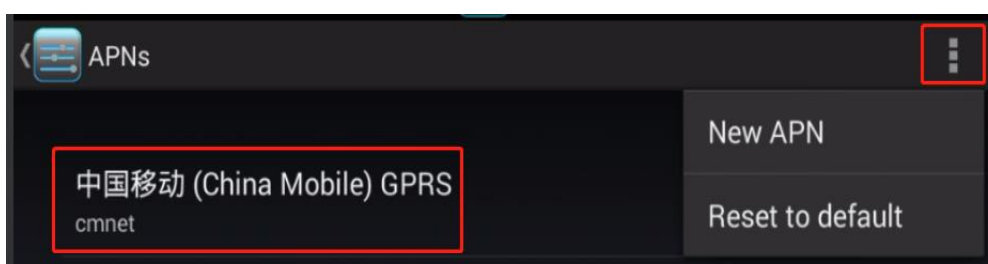 APNs
New APN
中国移动 (China Mobile) GPRS
cmnet
Reset to default